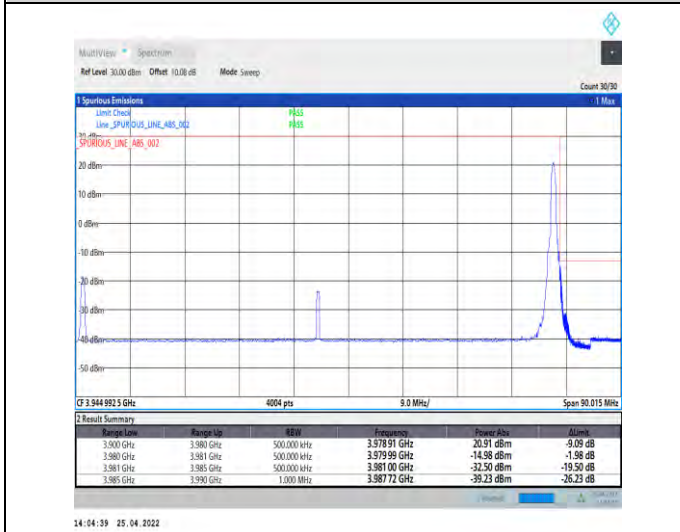 MultiView Spectrum
Ref Level 30.00 dBm Offset 10.00 dB Mode Sweep
Count 30/30
1 Spurious Emissions 1 Max
Limit Check PASS
Line _SPURIOUS_LINE_ABS_002 PASS
30 dBm
_SPURIOUS_LINE_ABS_002
20 dBm
10 dBm
0 dBm
-10 dBm
-20 dBm
-30 dBm
-40 dBm
-50 dBm
CF 3.944 992 5 GHz 4004 pts 9.0 MHz/ Span 90.015 MHz
2 Result Summary
Range Low Range Up RBW Frequency Power Abs ΔLimit
3.900 GHz 3.980 GHz 500.000 kHz 3.978 91 GHz 20.91 dBm -9.09 dB
3.980 GHz 3.981 GHz 500.000 kHz 3.979 99 GHz -14.98 dBm -1.98 dB
3.981 GHz 3.985 GHz 500.000 kHz 3.981 00 GHz -32.50 dBm -19.50 dB
3.985 GHz 3.990 GHz 1.000 MHz 3.987 72 GHz -39.23 dBm -26.23 dB
14:04:39 25.04.2022